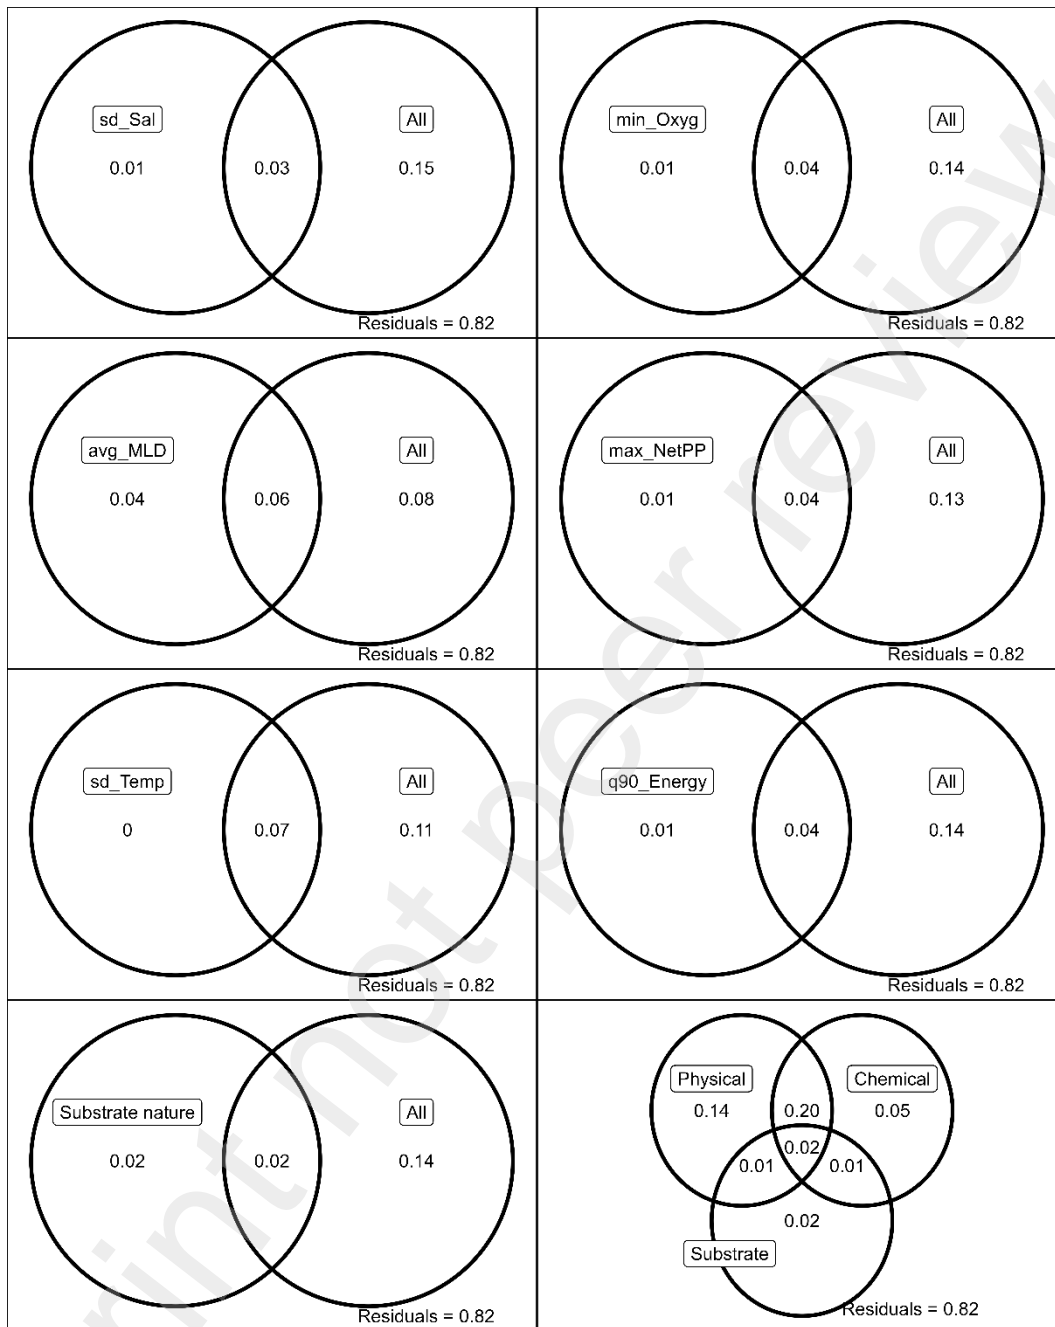 sd_Sal All
0.01 0.03 0.15
Residuals = 0.82
min_Oxyg All
0.01 0.04 0.14
Residuals = 0.82
avg_MLD All
0.04 0.06 0.08
Residuals = 0.82
max_NetPP All
0.01 0.04 0.13
Residuals = 0.82
sd_Temp All
0 0.07 0.11
Residuals = 0.82
q90_Energy All
0.01 0.04 0.14
Residuals = 0.82
Substrate nature All
0.02 0.02 0.14
Residuals = 0.82
Physical Chemical
0.14 0.20 0.05
0.02
0.01 0.01
0.02
Substrate
Residuals = 0.82
rint not peer review